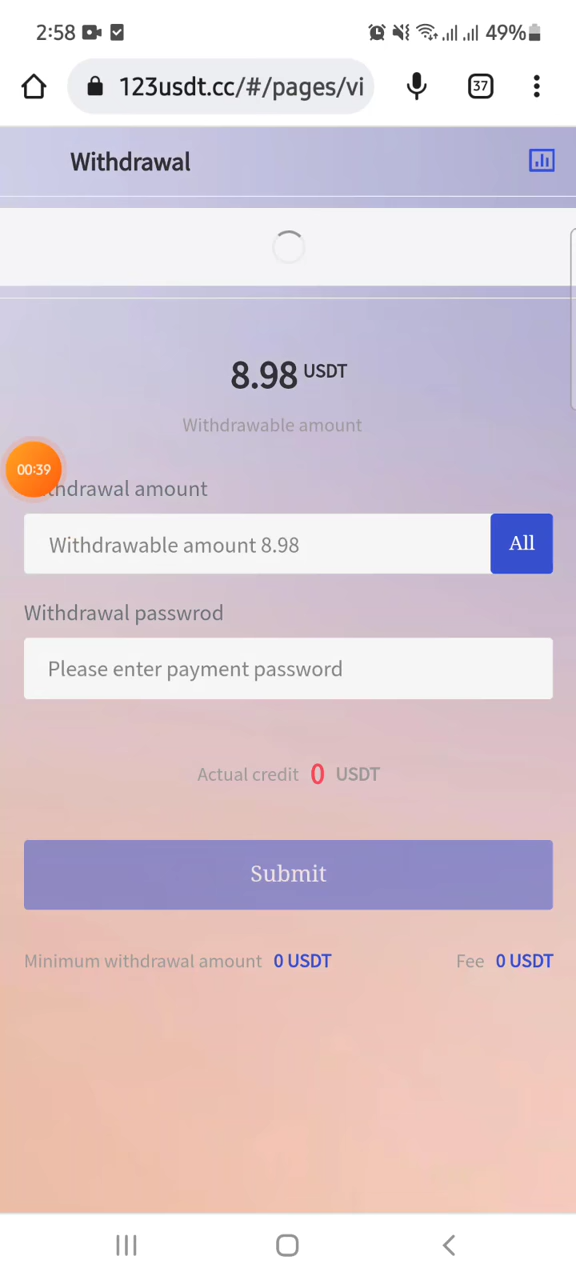 2:58 49%
123usdt.cc/#/pages/vi 37
Withdrawal
8.98 USDT
Withdrawable amount
00:39
thdrawal amount
Withdrawable amount 8.98 All
Withdrawal passwrod
Please enter payment password
Actual credit 0 USDT
Submit
Minimum withdrawal amount 0 USDT Fee 0 USDT